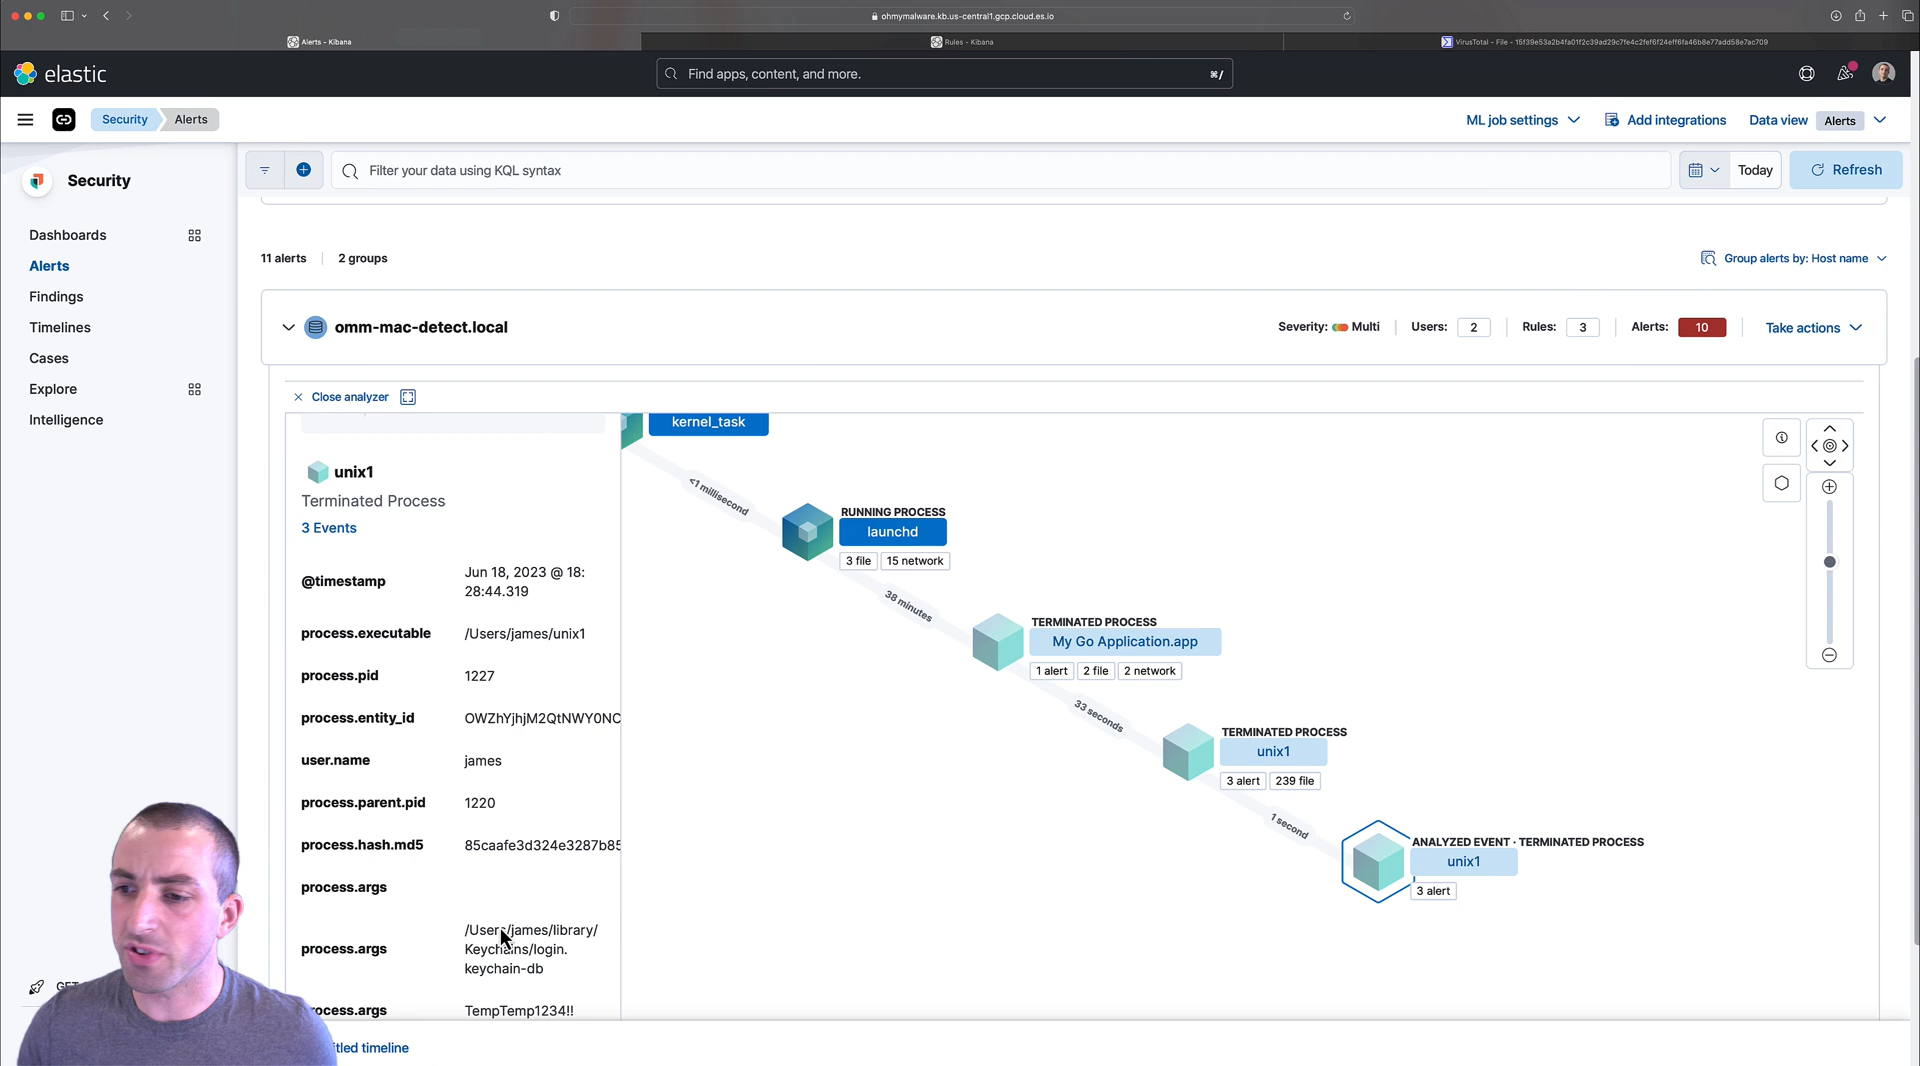 ohmymalware.kb.us-central1.gcp.cloud.es.io
Alerts - Kibana
Rules - Kibana
VirusTotal - File - 15f39e53a2b4fa01f2c39ad29c7fe4c2fef6f24eff6fa46b8e77add58e7ac709
elastic
Find apps, content, and more.
⌘/
Security
Alerts
ML job settings
Add integrations
Data view
Alerts
Security
Filter your data using KQL syntax
Today
Refresh
Dashboards
Alerts
Findings
Timelines
Cases
Explore
Intelligence
11 alerts
2 groups
Group alerts by: Host name
omm-mac-detect.local
Severity: Multi
Users: 2
Rules: 3
Alerts: 10
Take actions
Close analyzer
unix1
Terminated Process
3 Events
@timestamp
Jun 18, 2023 @ 18:
28:44.319
process.executable
/Users/james/unix1
process.pid
1227
process.entity_id
OWZhYjhjM2QtNWY0NC
user.name
james
process.parent.pid
1220
process.hash.md5
85caafe3d324e3287b85
process.args
process.args
/Users/james/library/
Keychains/login.
keychain-db
process.args
TempTemp1234!!
kernel_task
<1 millisecond
RUNNING PROCESS
launchd
3 file
15 network
38 minutes
TERMINATED PROCESS
My Go Application.app
1 alert
2 file
2 network
33 seconds
TERMINATED PROCESS
unix1
3 alert
239 file
1 second
ANALYZED EVENT · TERMINATED PROCESS
unix1
3 alert
timeline